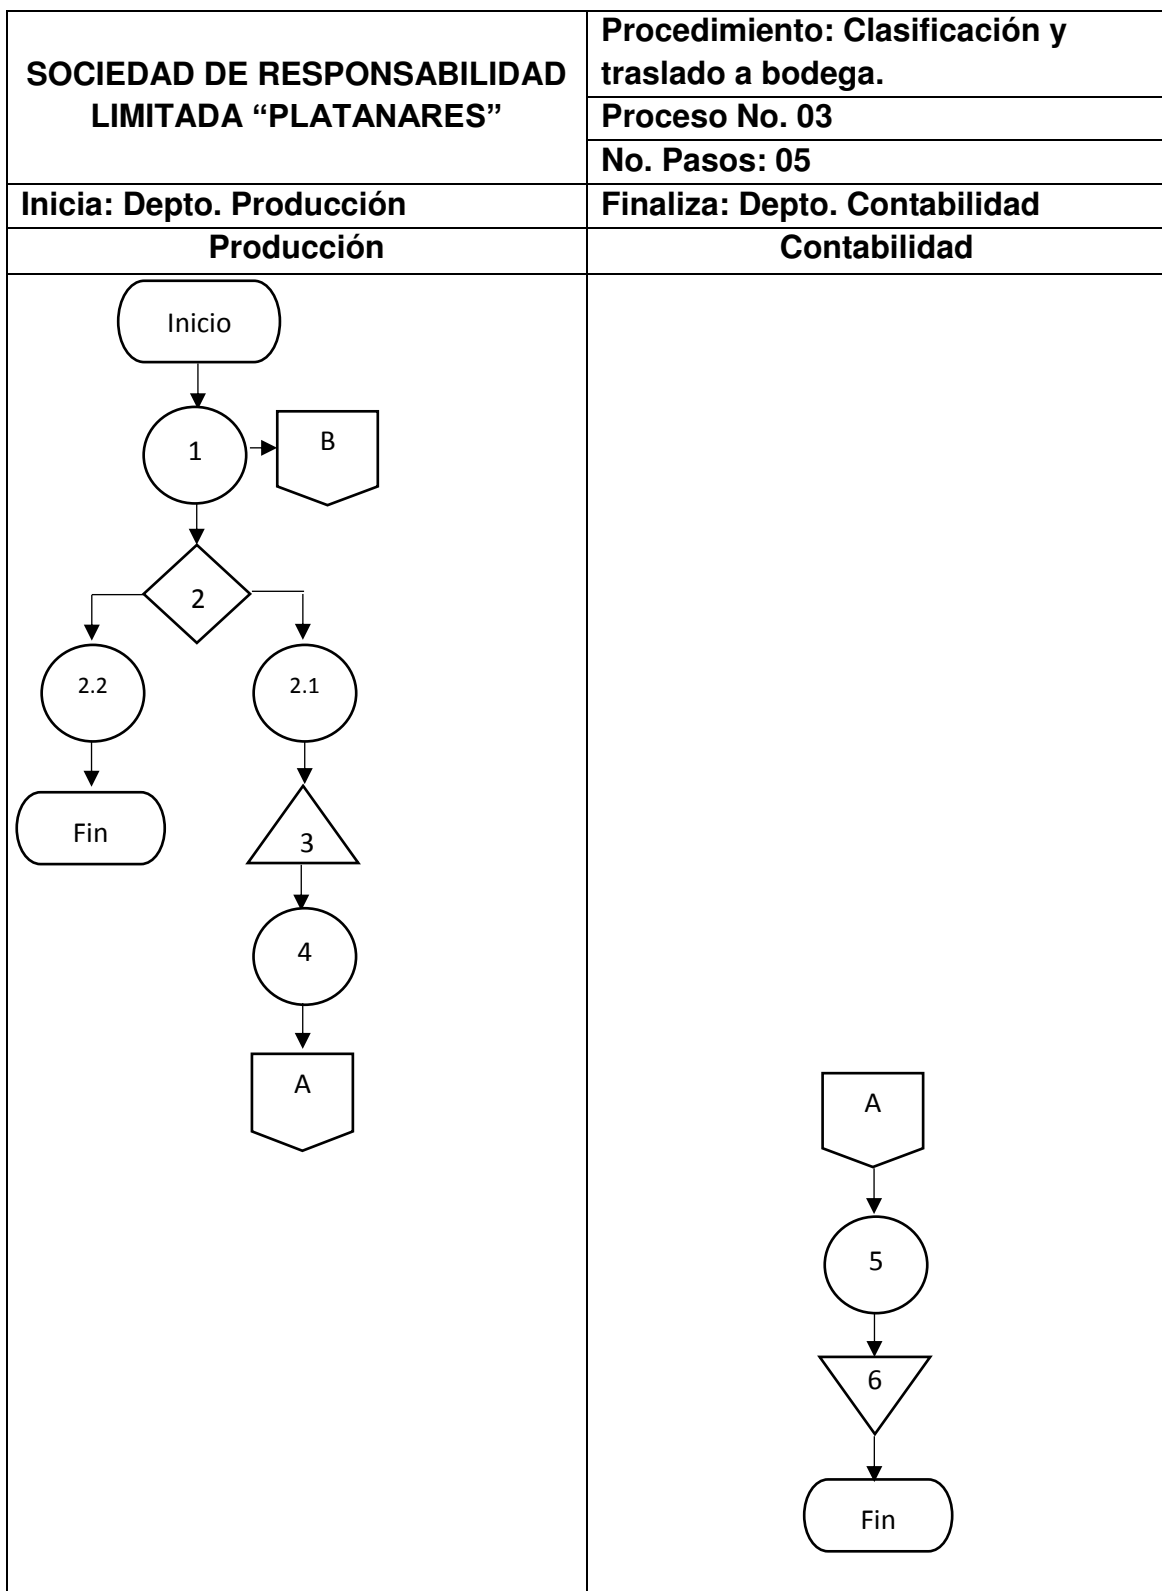 SOCIEDAD DE RESPONSABILIDAD
LIMITADA “PLATANARES”
Procedimiento: Clasificación y
traslado a bodega.
Proceso No. 03
No. Pasos: 05
Inicia: Depto. Producción
Finaliza: Depto. Contabilidad
Producción
Contabilidad
Inicio
1
B
2
2.2
2.1
Fin
3
4
A
A
5
6
Fin